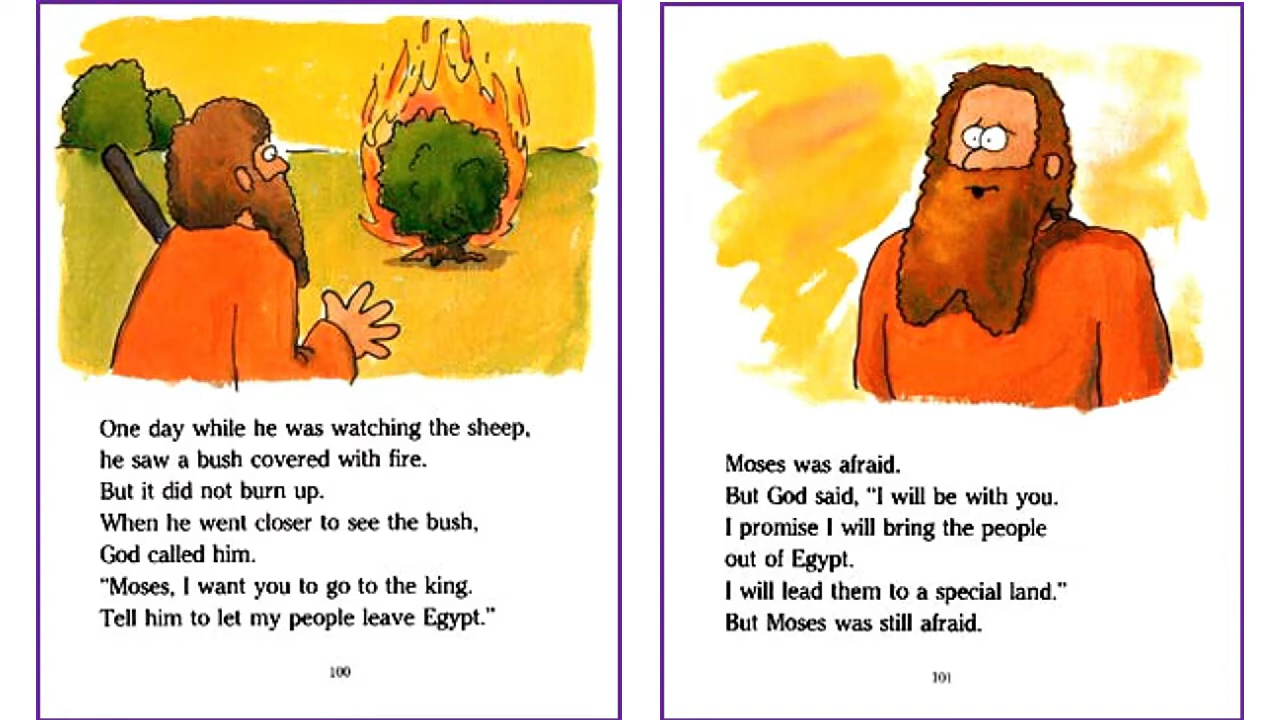 One day while he was watching the sheep,
he saw a bush covered with fire.
But it did not burn up.
When he went closer to see the bush,
God called him.
“Moses, I want you to go to the king.
Tell him to let my people leave Egypt.”
100
Moses was afraid.
But God said, “I will be with you.
I promise I will bring the people
out of Egypt.
I will lead them to a special land.”
But Moses was still afraid.
101